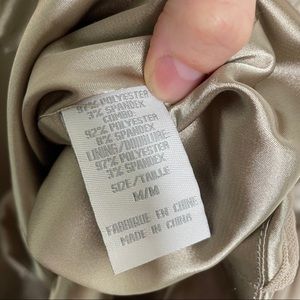 97% POLYESTER
3% SPANDEX
COMBO:
92% POLYESTER
8% SPANDEX
LINING/DOUBLURE:
97% POLYESTER
3% SPANDEX
SIZE/TAILLE
M/M
FABRIQUE EN CHINE
MADE IN CHINA